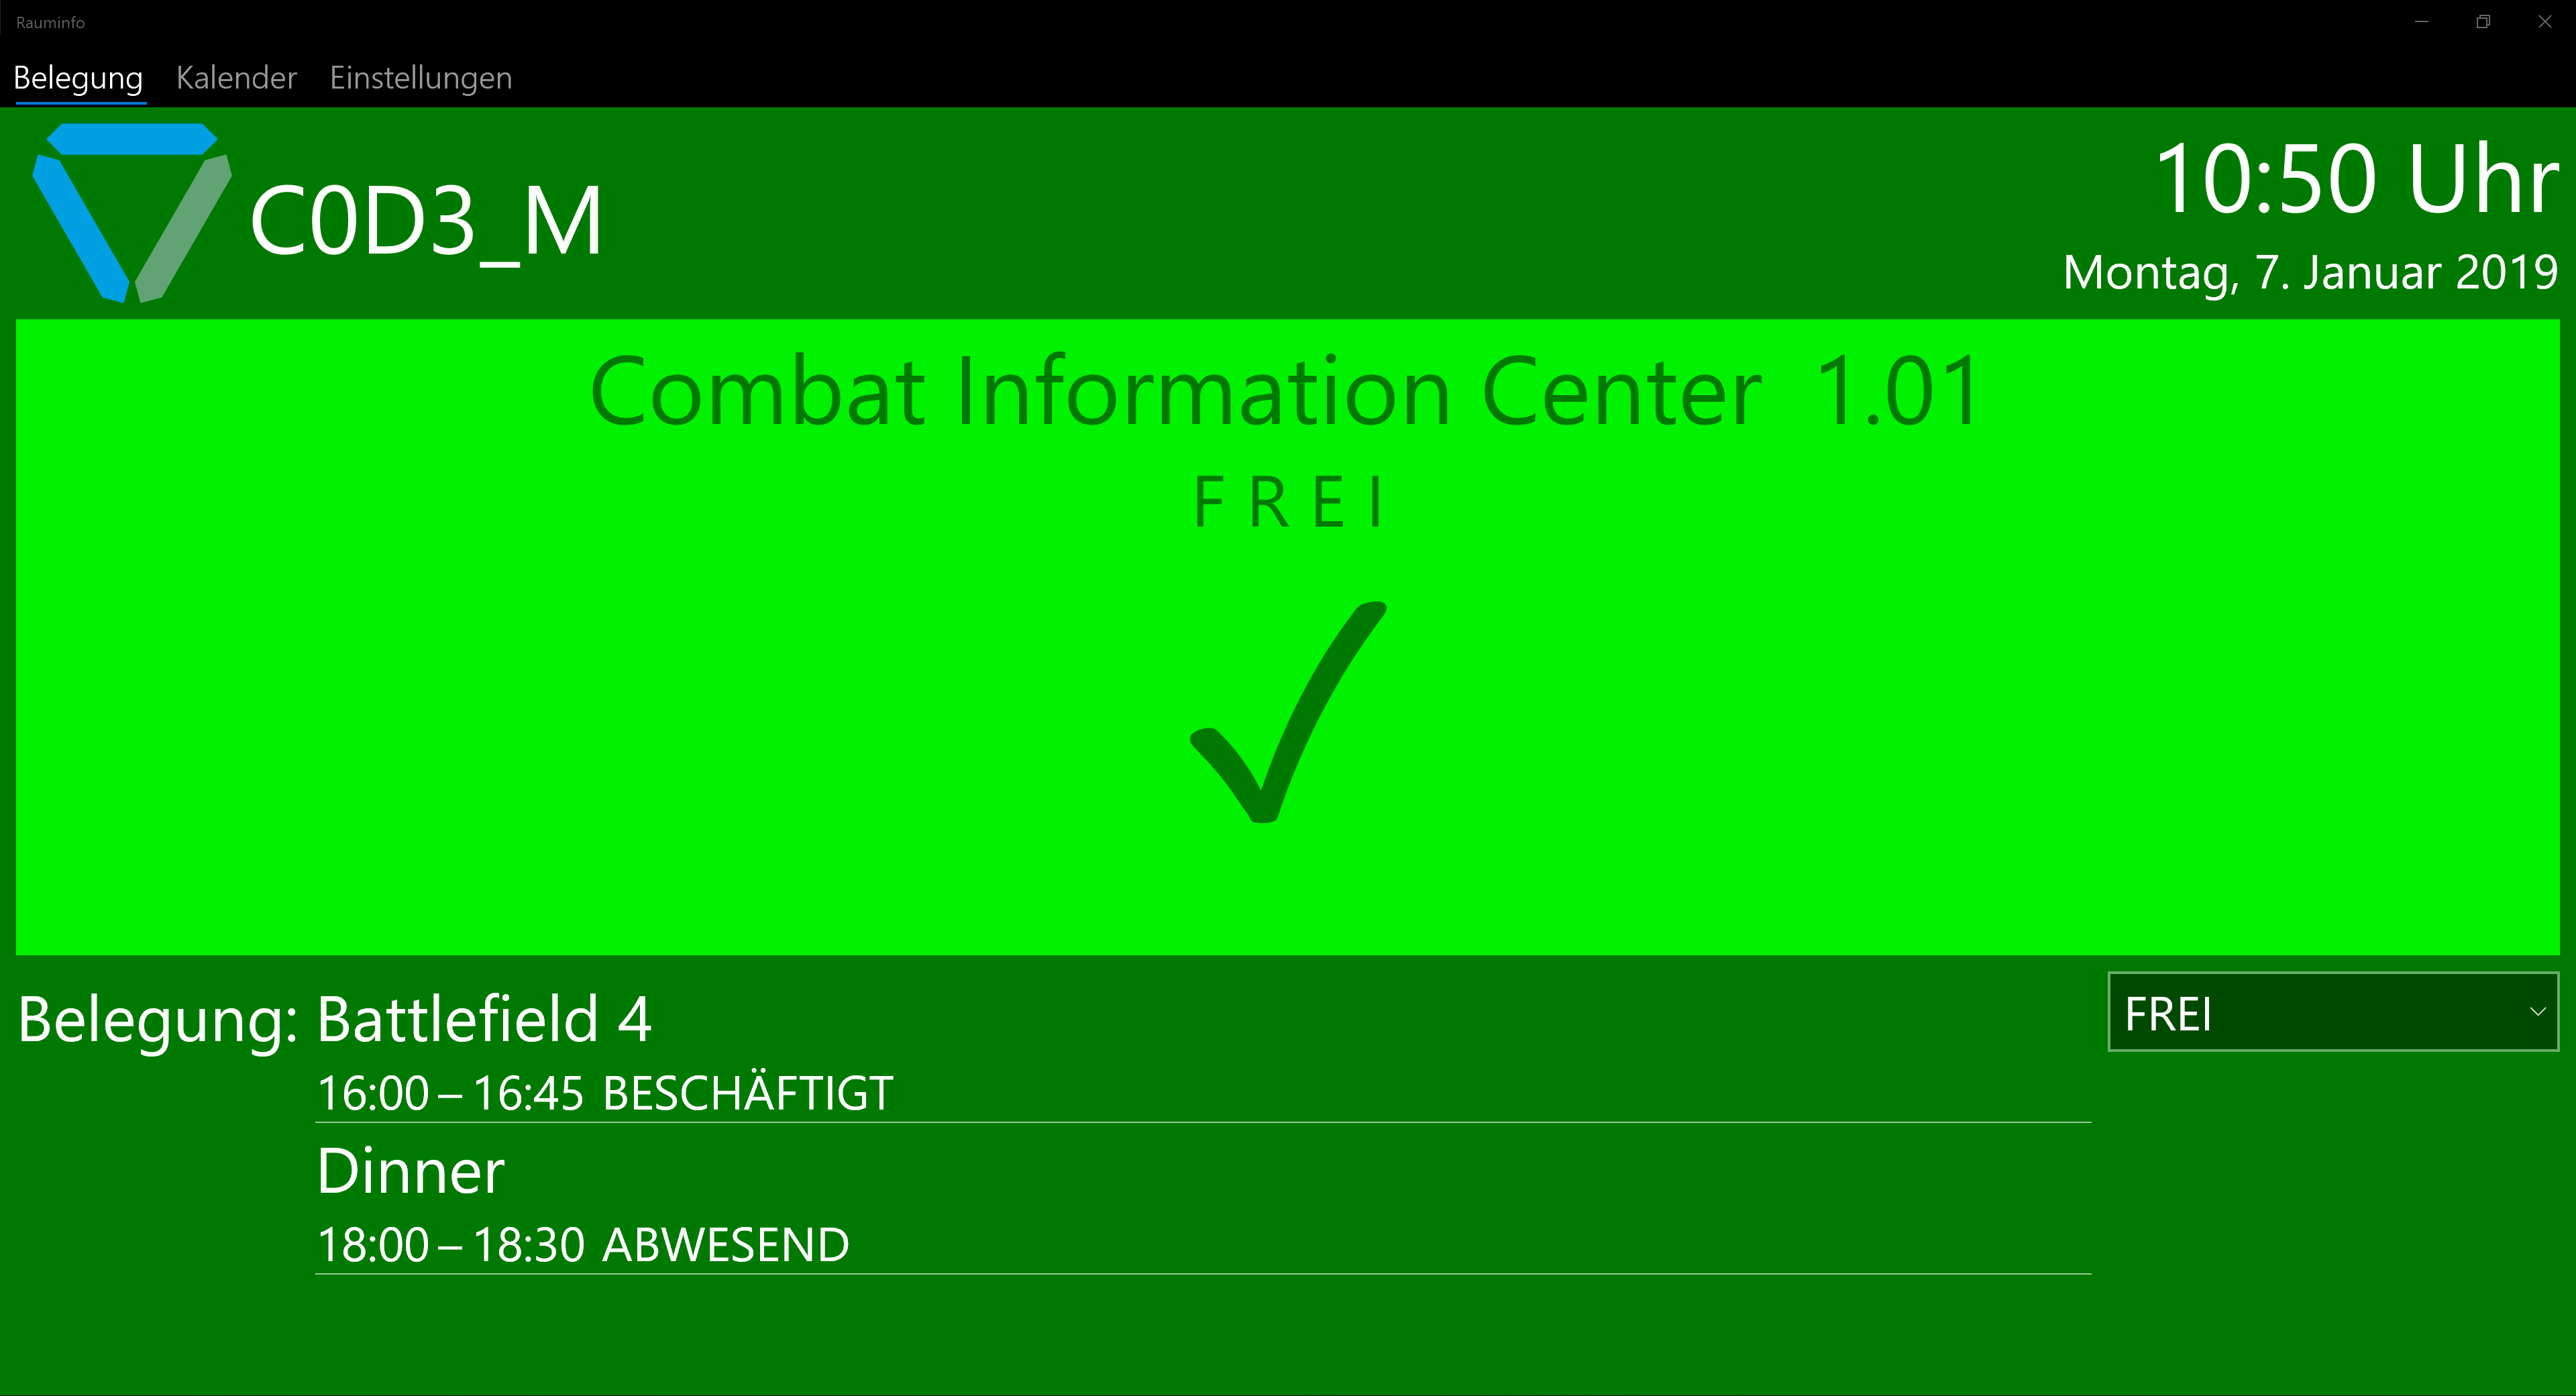 Rauminfo
Belegung Kalender Einstellungen
C0D3_M
10:50 Uhr
Montag, 7. Januar 2019
Combat Information Center 1.01
F R E I
Belegung: Battlefield 4
16:00 – 16:45 BESCHÄFTIGT
Dinner
18:00 – 18:30 ABWESEND
FREI